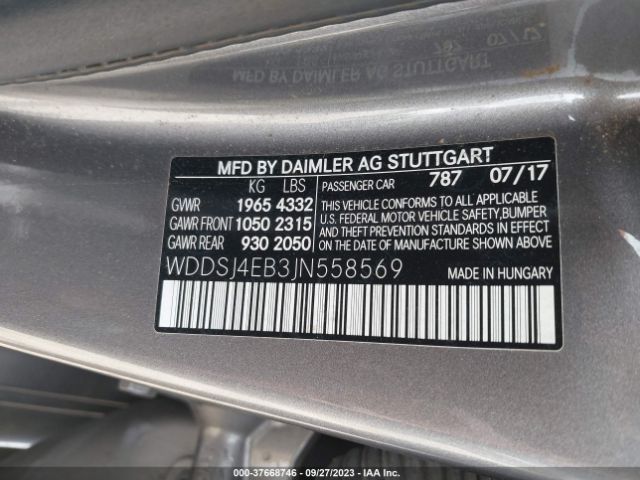 MFD BY DAIMLER AG STUTTGART
KG LBS
GVWR 1965 4332
GAWR FRONT 1050 2315
GAWR REAR 930 2050
PASSENGER CAR 787 07/17
THIS VEHICLE CONFORMS TO ALL APPLICABLE
U.S. FEDERAL MOTOR VEHICLE SAFETY, BUMPER
AND THEFT PREVENTION STANDARDS IN EFFECT
ON THE DATE OF MANUFACTURE SHOWN ABOVE.
WDDSJ4EB3JN558569 MADE IN HUNGARY
000-37668746 - 09/27/2023 - IAA Inc.